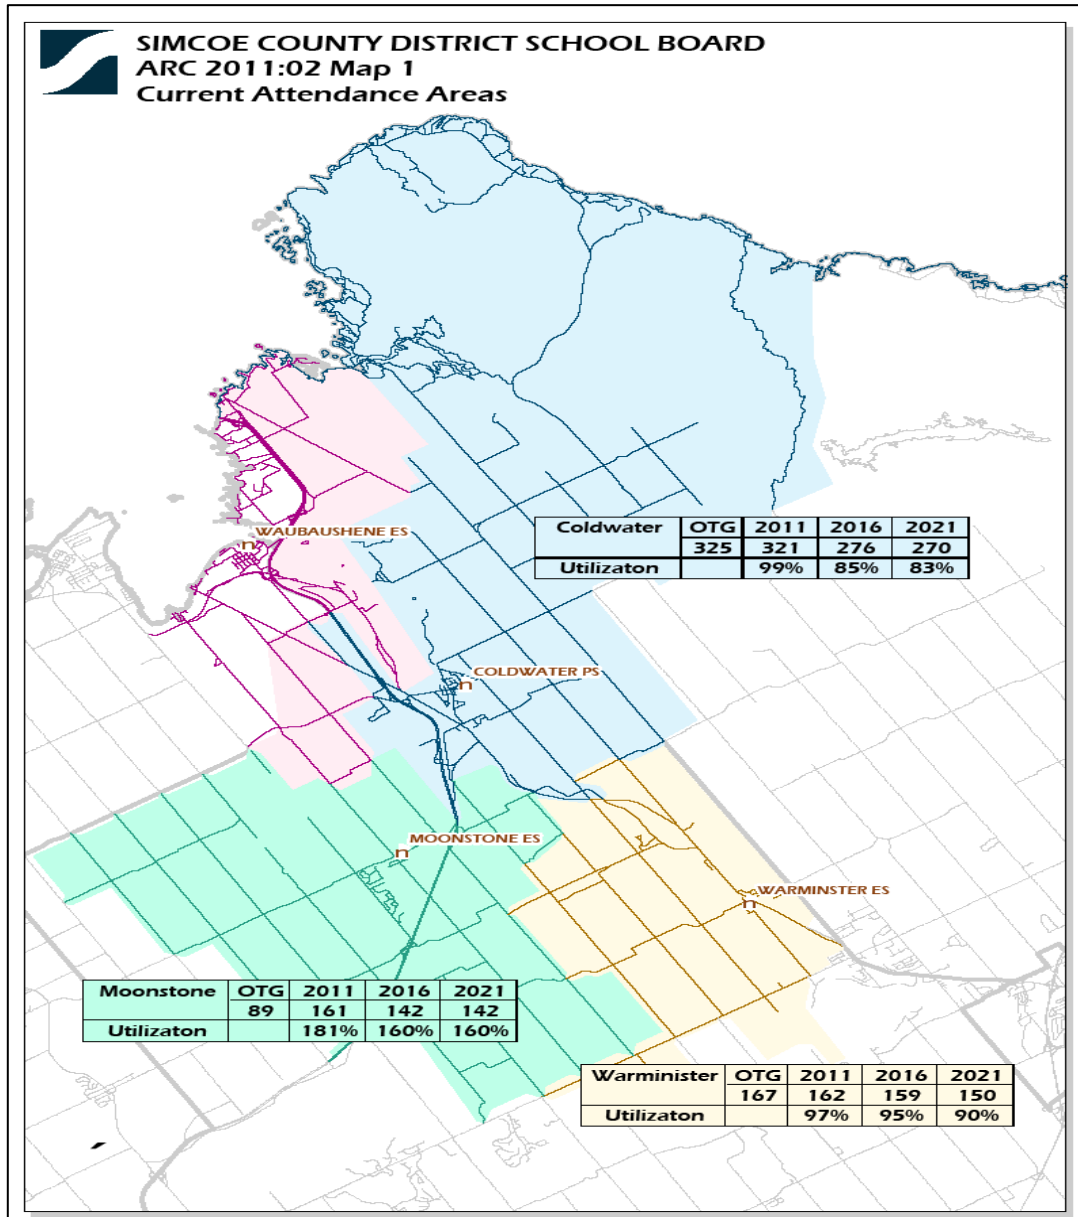 SIMCOE COUNTY DISTRICT SCHOOL BOARD
ARC 2011:02 Map 1
Current Attendance Areas
WAUBAUSHENE ES
n
Coldwater OTG 2011 2016 2021
325 321 276 270
Utilizaton 99% 85% 83%
COLDWATER PS
n
MOONSTONE ES
n
WARMINSTER ES
n
Moonstone OTG 2011 2016 2021
89 161 142 142
Utilizaton 181% 160% 160%
Warminister OTG 2011 2016 2021
167 162 159 150
Utilizaton 97% 95% 90%